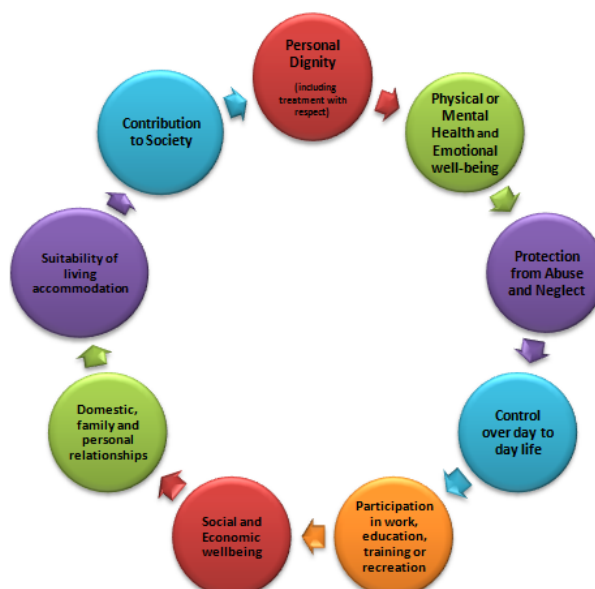 Personal
Dignity
(including
treatment with
respect)
Physical or
Mental
Health and
Emotional
well-being
Protection
from Abuse
and Neglect
Control
over day to
day life
Participation
in work,
education,
training or
recreation
Social and
Economic
wellbeing
Domestic,
family and
personal
relationships
Suitability of
living
accommodation
Contribution
to Society